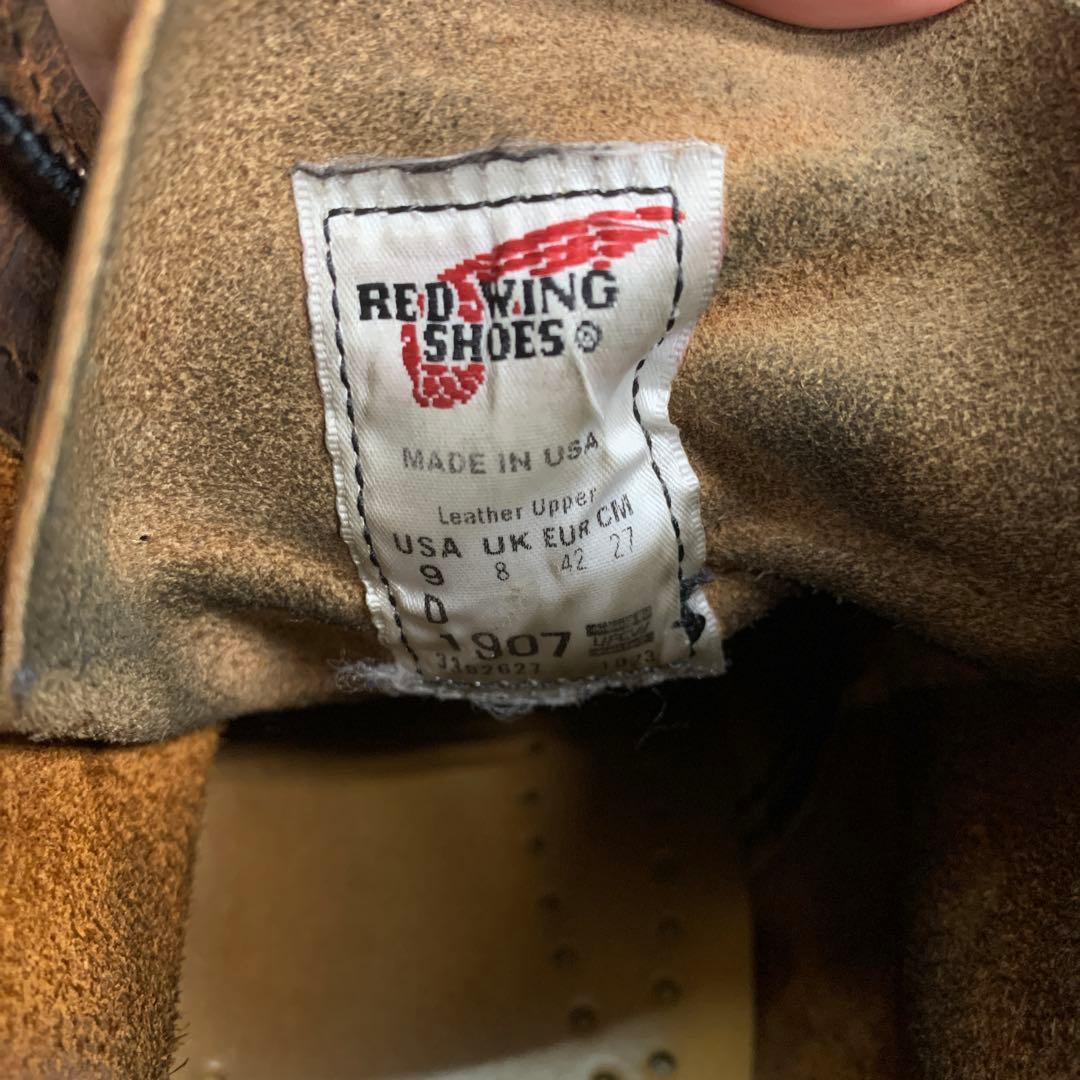 RED WING
SHOES ®
MADE IN USA
Leather Upper
USA UK EUR CM
9 8 42 27
D
1907